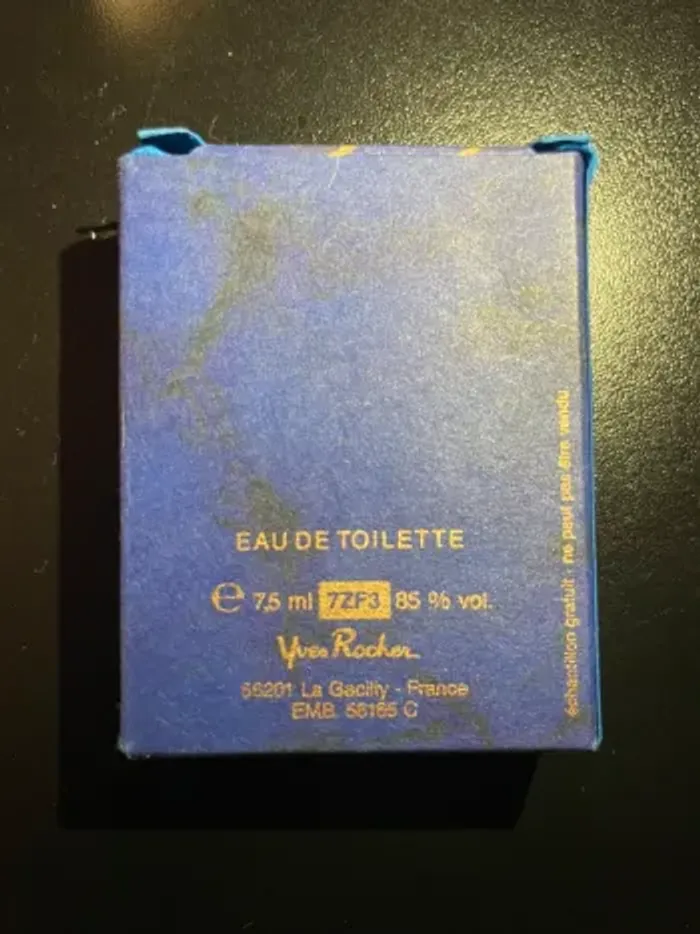 EAU DE TOILETTE
℮ 7,5 ml 7ZF3 85 % vol.
Yves Rocher
56201 La Gacilly - France
EMB. 56165 C
échantillon gratuit - ne peut pas être vendu